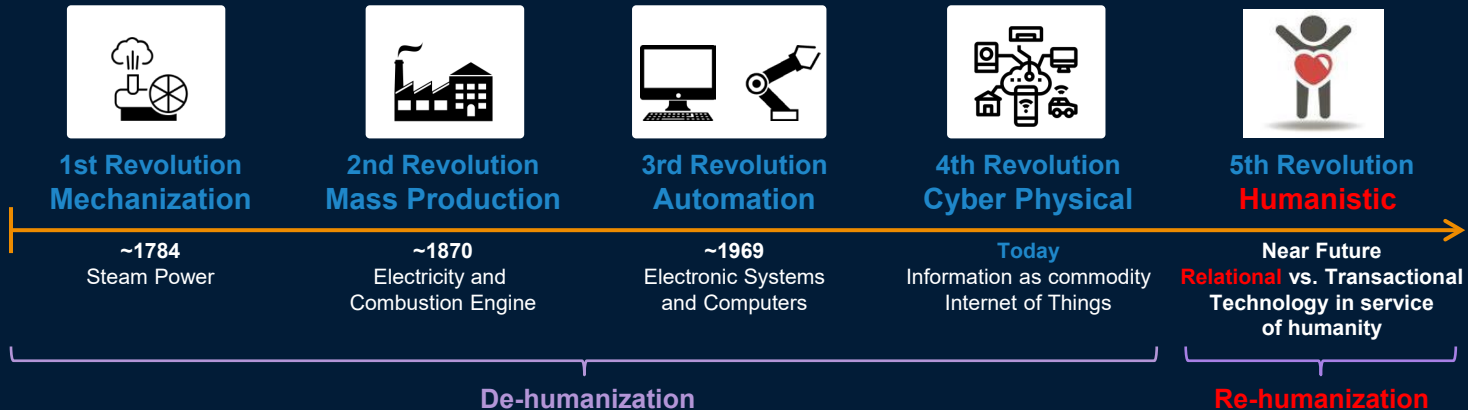 1st Revolution
Mechanization
~1784
Steam Power
2nd Revolution
Mass Production
~1870
Electricity and
Combustion Engine
3rd Revolution
Automation
~1969
Electronic Systems
and Computers
4th Revolution
Cyber Physical
Today
Information as commodity
Internet of Things
5th Revolution
Humanistic
Near Future
Relational vs. Transactional
Technology in service
of humanity
De-humanization
Re-humanization